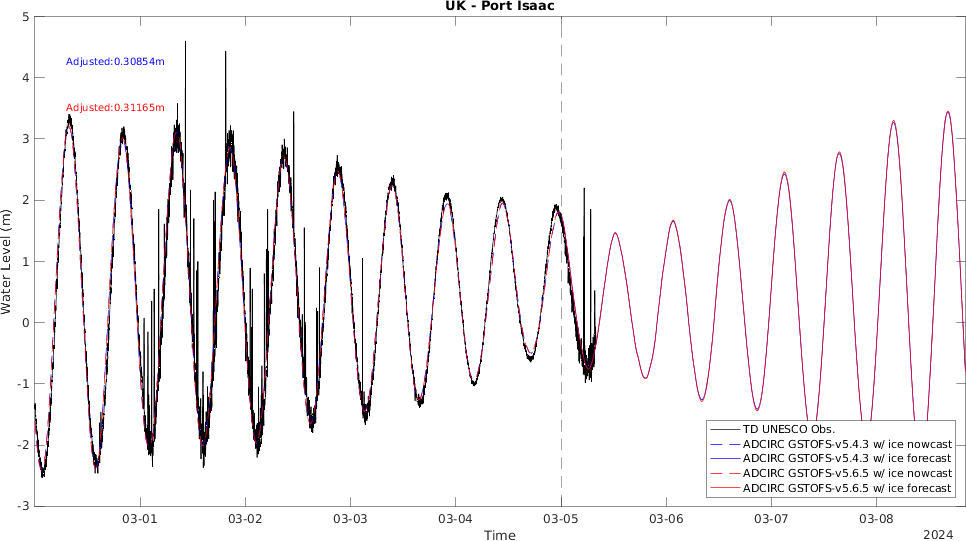 UK - Port Isaac
Adjusted:0.30854m
Adjusted:0.31165m
Water Level (m)
5
4
3
2
1
0
-1
-2
-3
03-01 03-02 03-03 03-04 03-05 03-06 03-07 03-08
Time
2024
TD UNESCO Obs.
ADCIRC GSTOFS-v5.4.3 w/ ice nowcast
ADCIRC GSTOFS-v5.4.3 w/ ice forecast
ADCIRC GSTOFS-v5.6.5 w/ ice nowcast
ADCIRC GSTOFS-v5.6.5 w/ ice forecast